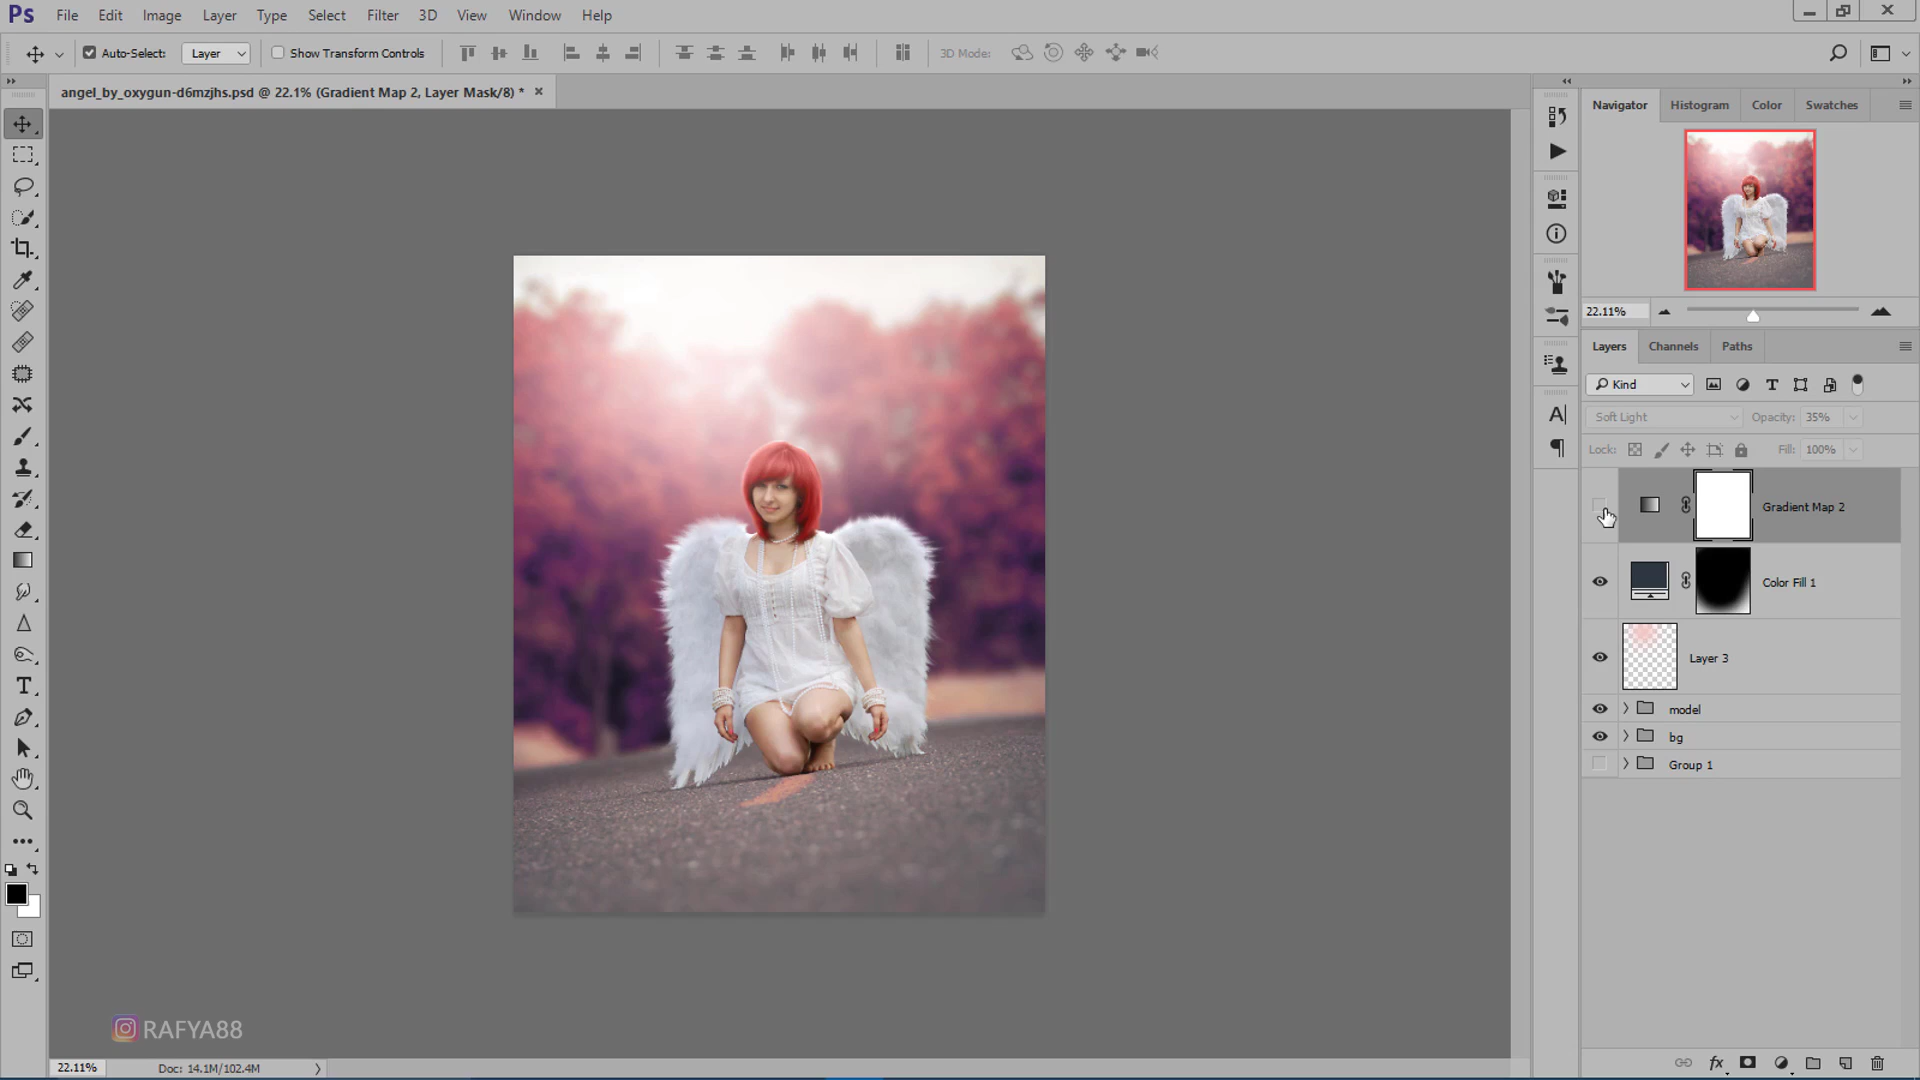 Ps File Edit Image Layer Type Select Filter 3D View Window Help
Auto-Select: Layer Show Transform Controls 3D Mode:
angel_by_oxygun-d6mzjhs.psd @ 22.1% (Gradient Map 2, Layer Mask/8) *
Navigator Histogram Color Swatches
22.11%
Layers Channels Paths
Kind
Soft Light Opacity: 35%
Lock: Fill: 100%
Gradient Map 2
Color Fill 1
Layer 3
model
bg
Group 1
RAFYA88
22.11% Doc: 14.1M/102.4M
fx